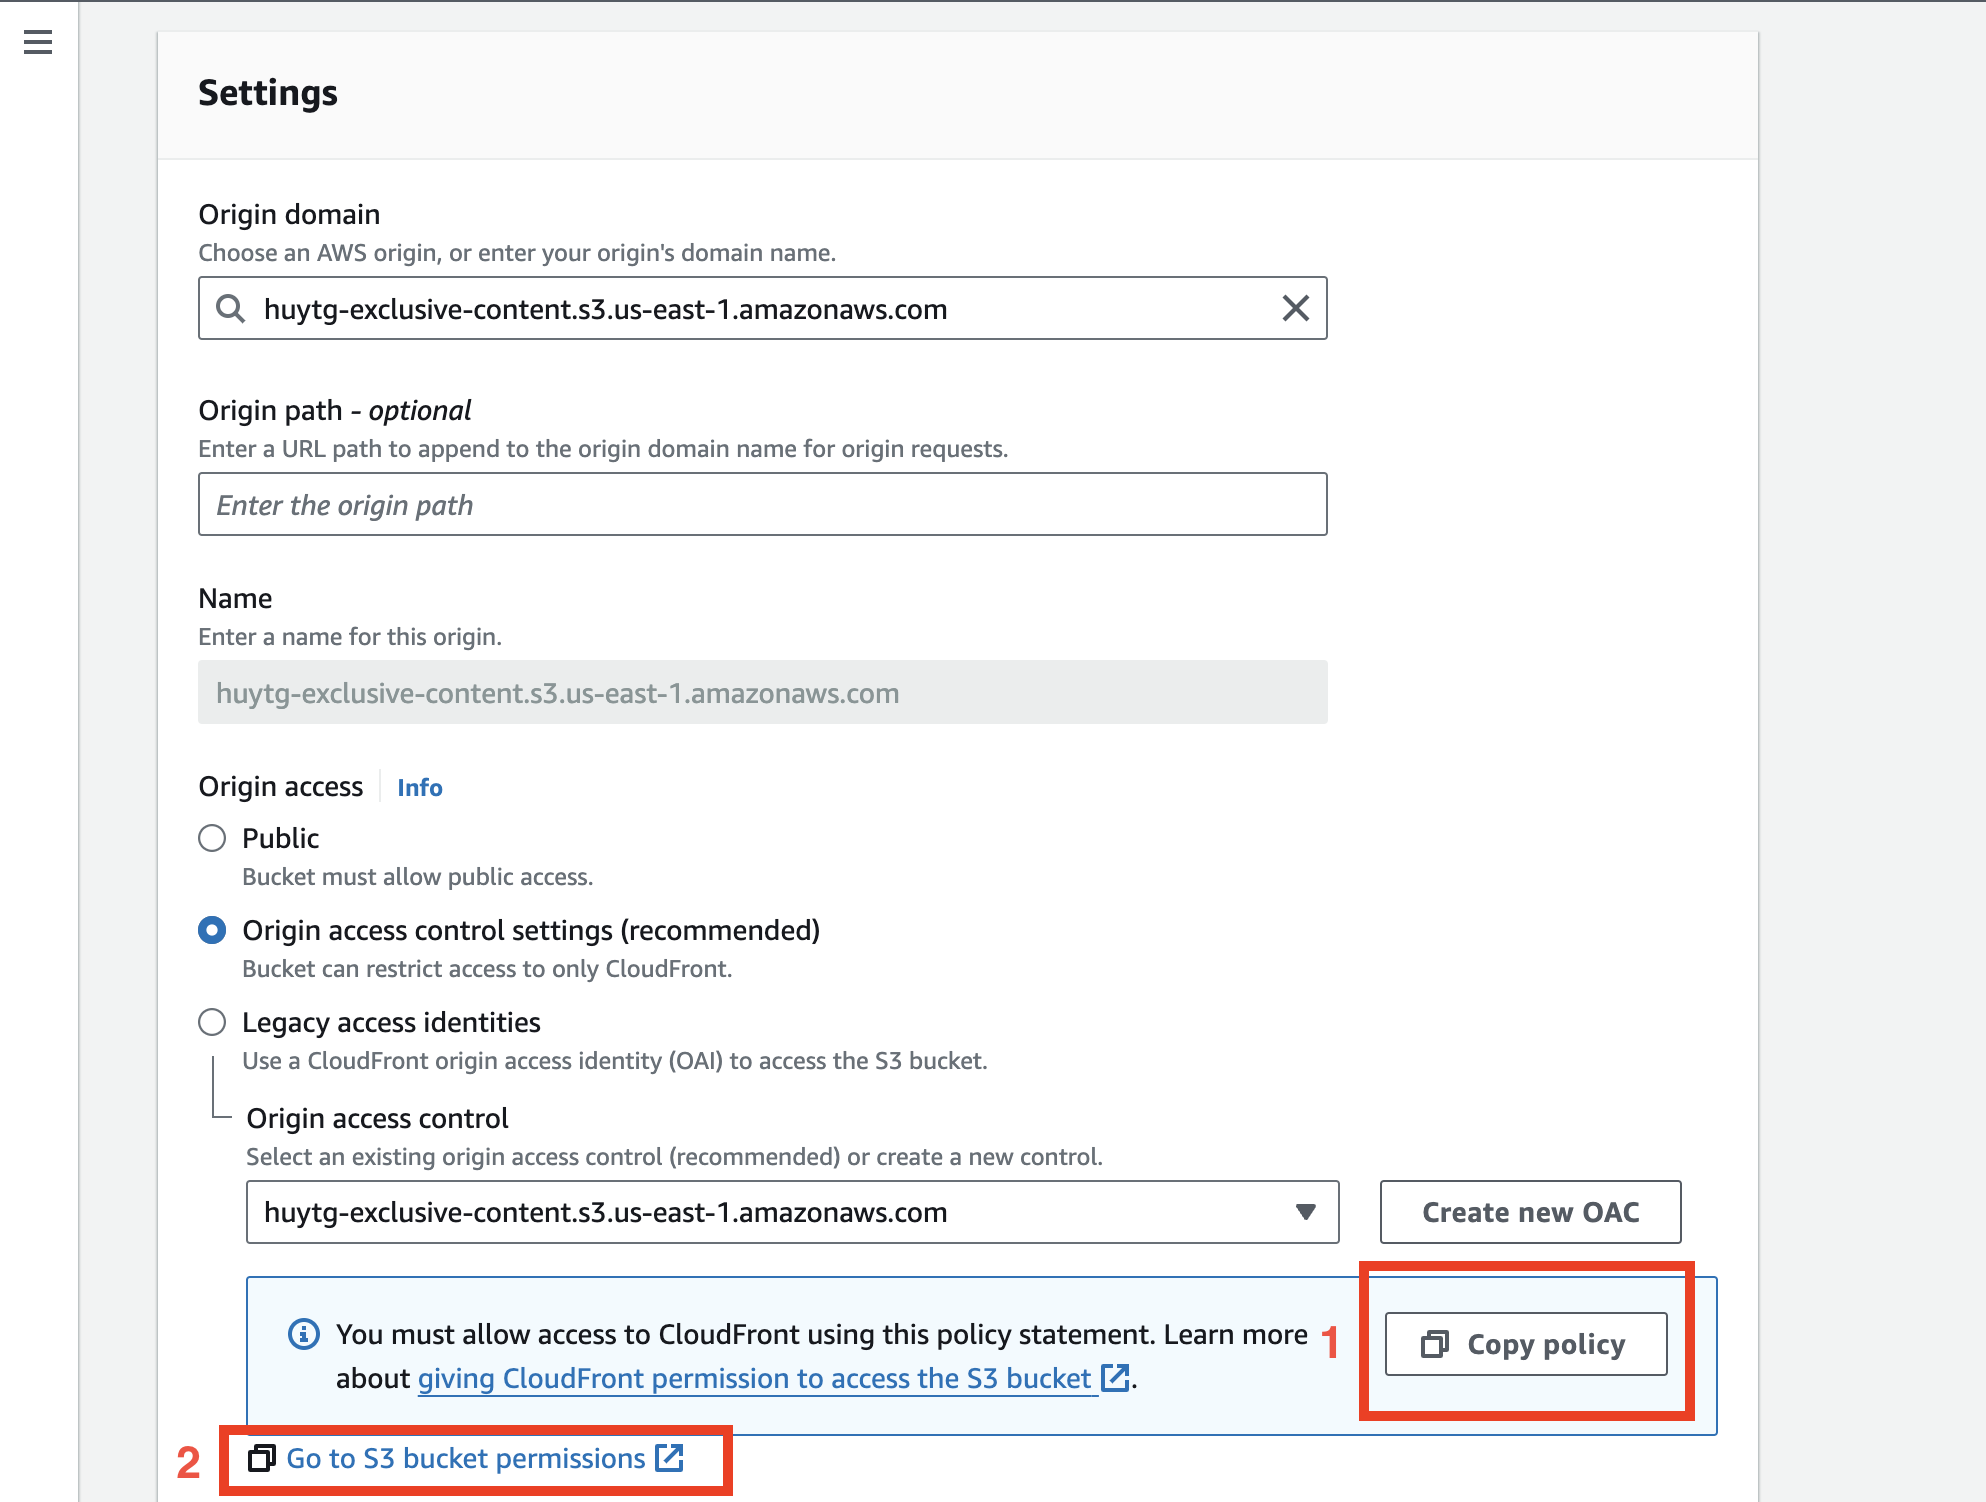 Settings
Origin domain
Choose an AWS origin, or enter your origin's domain name.
huytg-exclusive-content.s3.us-east-1.amazonaws.com
Origin path - optional
Enter a URL path to append to the origin domain name for origin requests.
Enter the origin path
Name
Enter a name for this origin.
huytg-exclusive-content.s3.us-east-1.amazonaws.com
Origin access Info
Public
Bucket must allow public access.
Origin access control settings (recommended)
Bucket can restrict access to only CloudFront.
Legacy access identities
Use a CloudFront origin access identity (OAI) to access the S3 bucket.
Origin access control
Select an existing origin access control (recommended) or create a new control.
huytg-exclusive-content.s3.us-east-1.amazonaws.com Create new OAC
You must allow access to CloudFront using this policy statement. Learn more 1 Copy policy
about giving CloudFront permission to access the S3 bucket.
2 Go to S3 bucket permissions